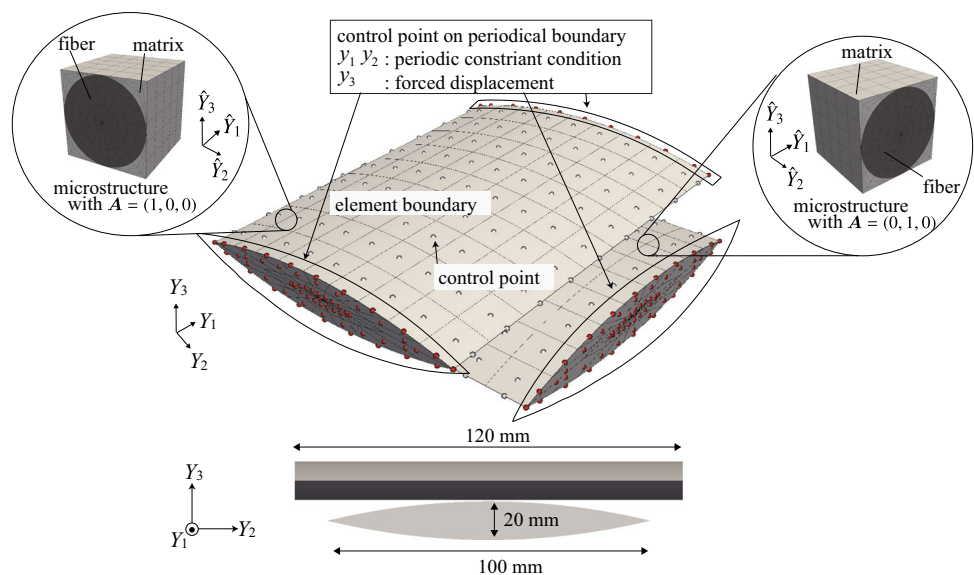 control point on periodical boundary
y₁ y₂ : periodic constriant condition
y₃ : forced displacement
fiber
matrix
Ŷ₃
Ŷ₁
Ŷ₂
microstructure
with A = (1, 0, 0)
matrix
Ŷ₃
Ŷ₁
Ŷ₂
fiber
microstructure
with A = (0, 1, 0)
element boundary
control point
Y₃
Y₁
Y₂
120 mm
Y₃
Y₁
Y₂
20 mm
100 mm